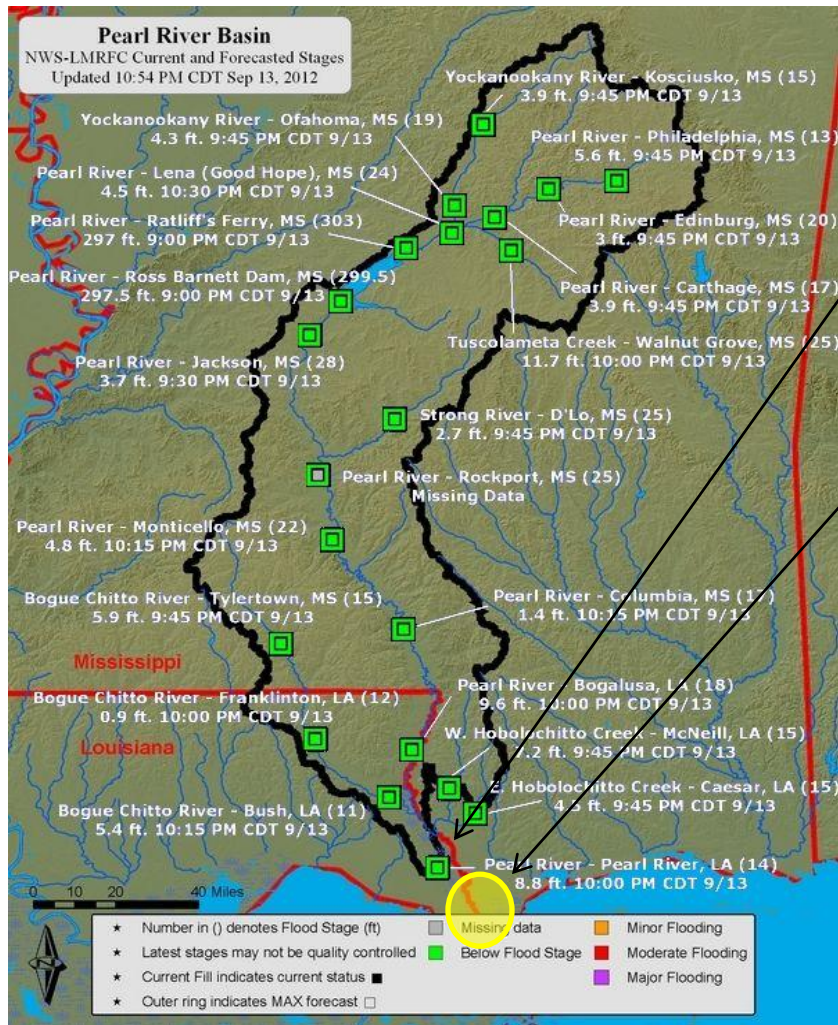 Pearl River Basin
NWS-LMRFC Current and Forecasted Stages
Updated 10:54 PM CDT Sep 13, 2012
Yockanookany River - Kosciusko, MS (15)
3.9 ft. 9:45 PM CDT 9/13
Yockanookany River - Ofahoma, MS (19)
4.3 ft. 9:45 PM CDT 9/13
Pearl River - Philadelphia, MS (13)
5.6 ft. 9:45 PM CDT 9/13
Pearl River - Lena (Good Hope), MS (24)
4.5 ft. 10:30 PM CDT 9/13
Pearl River - Ratliff's Ferry, MS (303)
297 ft. 9:00 PM CDT 9/13
Pearl River - Edinburg, MS (20)
3 ft. 9:45 PM CDT 9/13
Pearl River - Ross Barnett Dam, MS (299.5)
297.5 ft. 9:00 PM CDT 9/13
Pearl River - Carthage, MS (17)
3.9 ft. 9:45 PM CDT 9/13
Tuscolameta Creek - Walnut Grove, MS (25)
11.7 ft. 10:00 PM CDT 9/13
Pearl River - Jackson, MS (28)
3.7 ft. 9:30 PM CDT 9/13
Strong River - D'Lo, MS (25)
2.7 ft. 9:45 PM CDT 9/13
Pearl River - Rockport, MS (25)
Missing Data
Pearl River - Monticello, MS (22)
4.8 ft. 10:15 PM CDT 9/13
Bogue Chitto River - Tylertown, MS (15)
5.9 ft. 9:45 PM CDT 9/13
Pearl River - Columbia, MS (17)
1.4 ft. 10:15 PM CDT 9/13
Mississippi
Louisiana
Bogue Chitto River - Franklinton, LA (12)
0.9 ft. 10:00 PM CDT 9/13
Pearl River - Bogalusa, LA (18)
9.6 ft. 10:00 PM CDT 9/13
W. Hobolochitto Creek - McNeill, LA (15)
7.2 ft. 9:45 PM CDT 9/13
E. Hobolochitto Creek - Caesar, LA (15)
4.5 ft. 9:45 PM CDT 9/13
Bogue Chitto River - Bush, LA (11)
5.4 ft. 10:15 PM CDT 9/13
Pearl River - Pearl River, LA (14)
8.8 ft. 10:00 PM CDT 9/13
0 10 20 40 Miles
★ Number in () denotes Flood Stage (ft)
★ Latest stages may not be quality controlled
★ Current Fill indicates current status ■
★ Outer ring indicates MAX forecast □
Missing data
Below Flood Stage
Minor Flooding
Moderate Flooding
Major Flooding